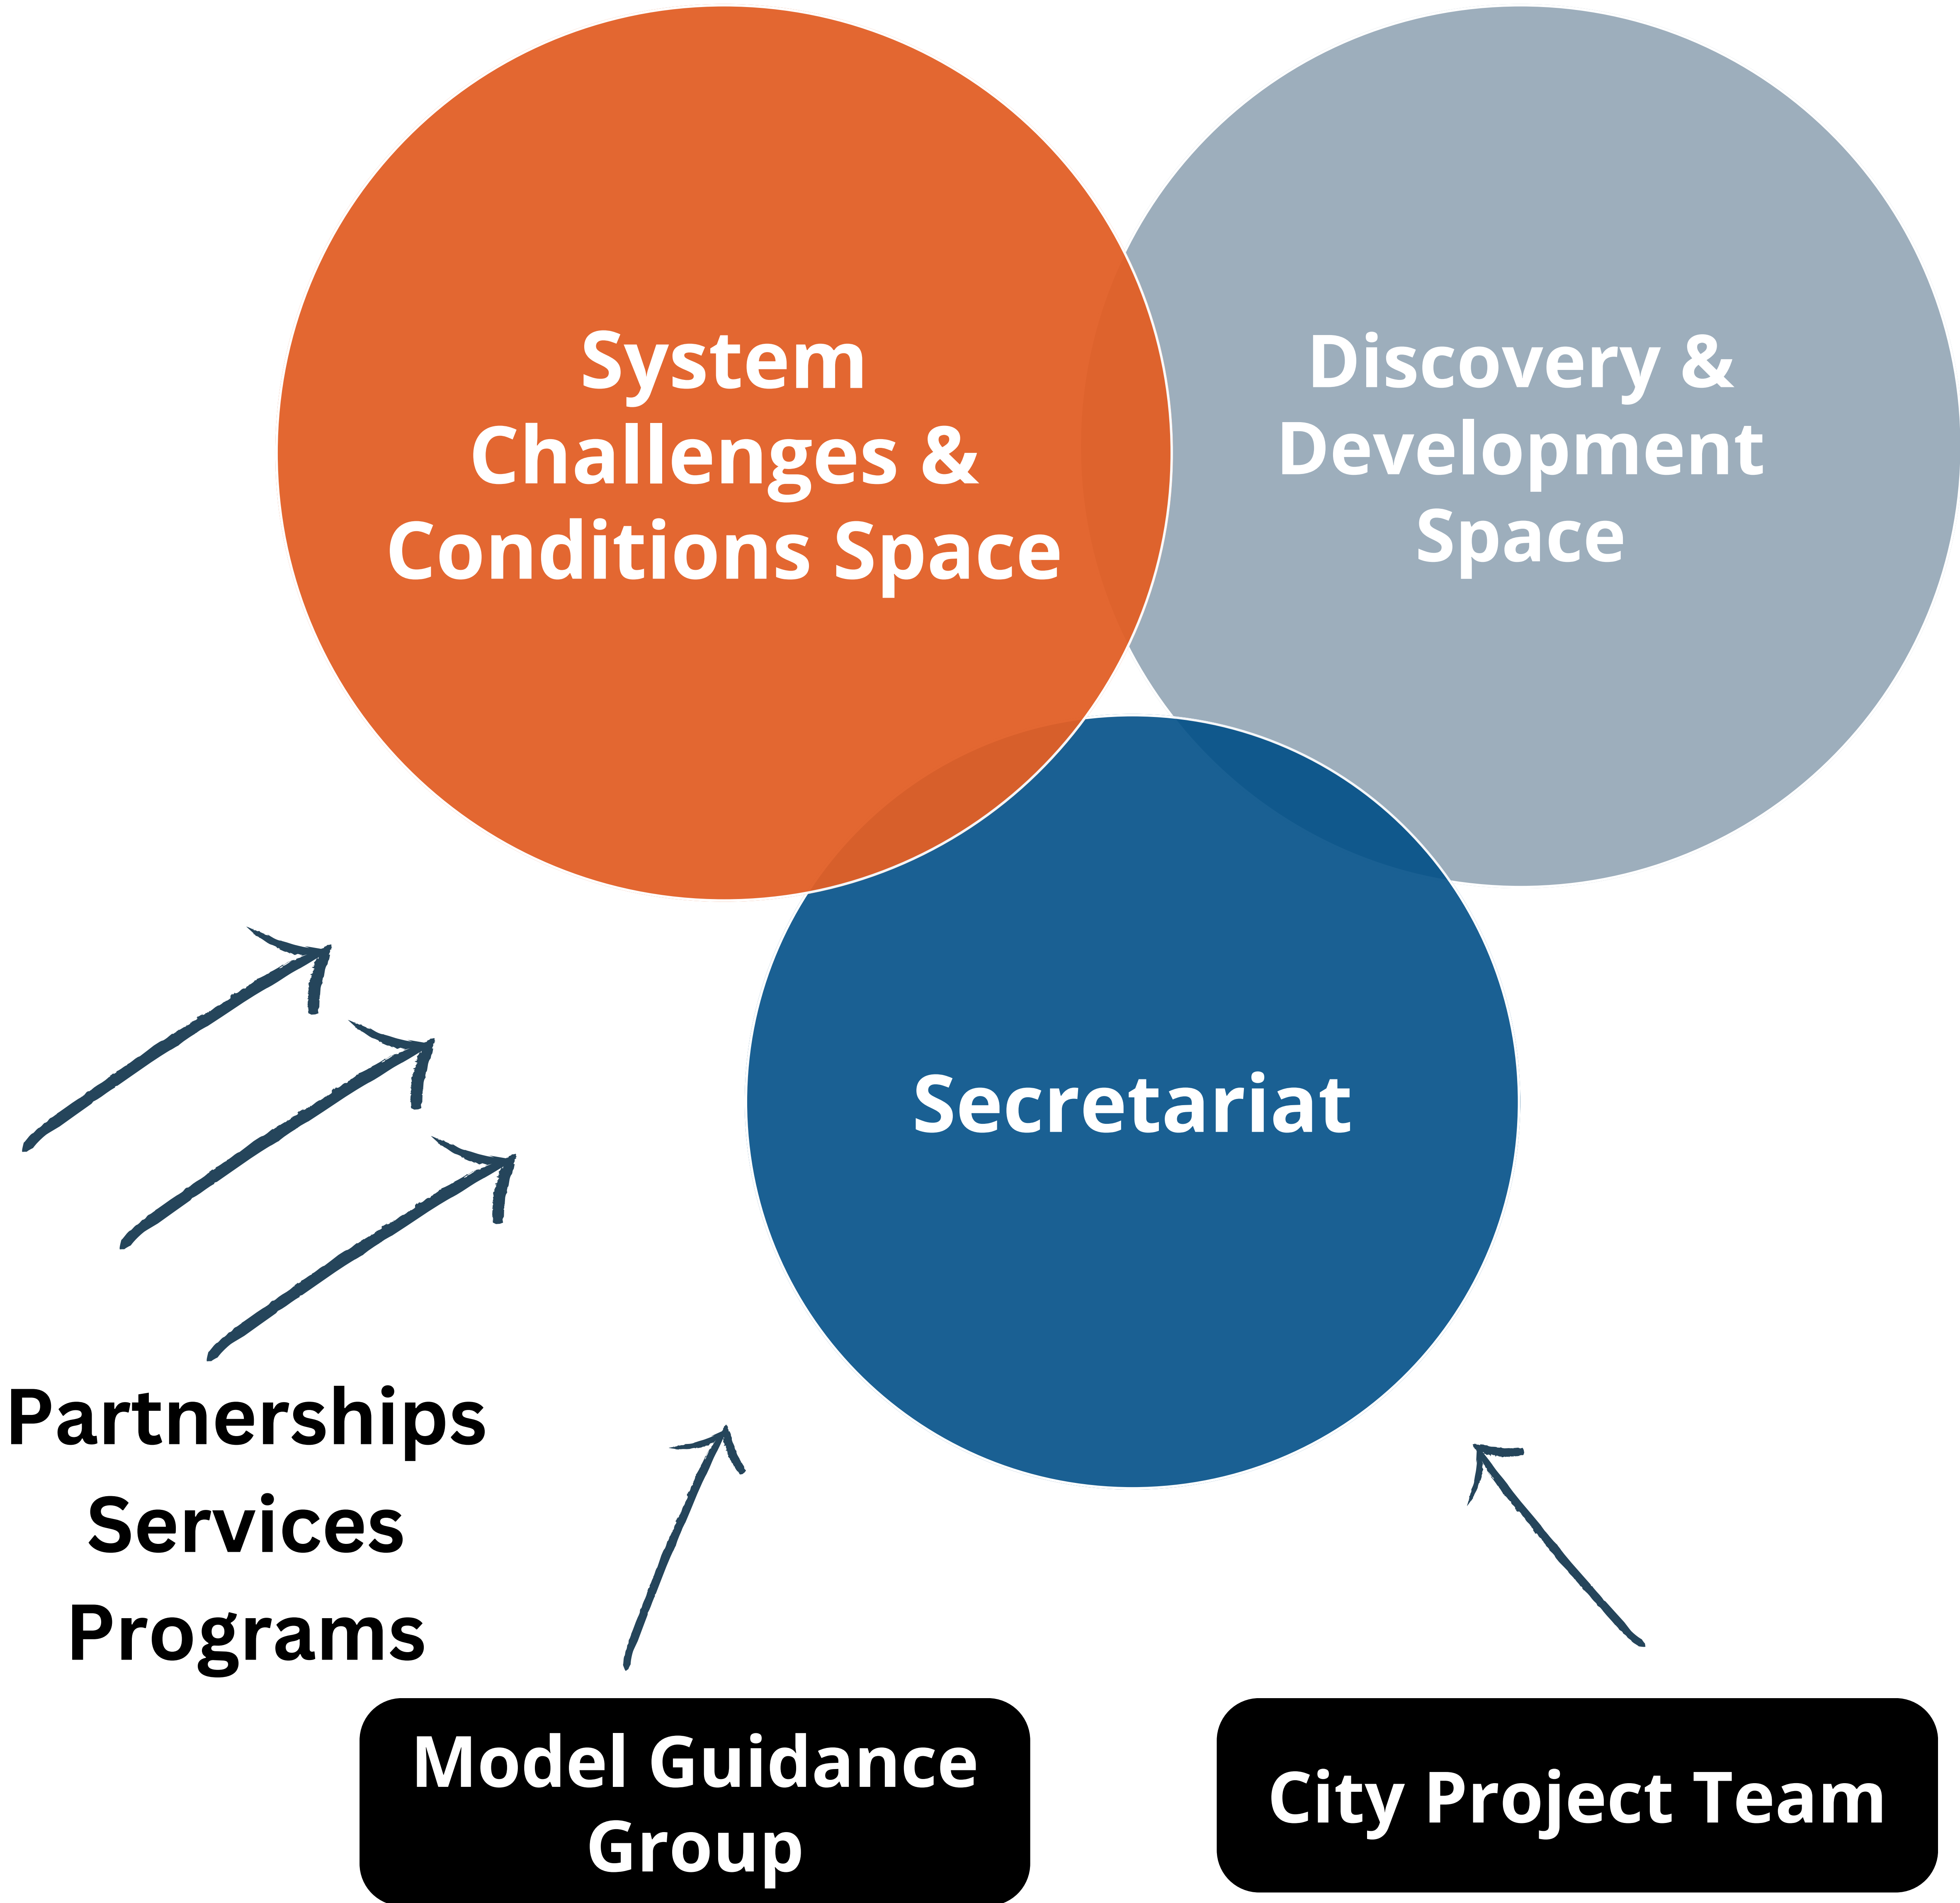 System
Challenges &
Conditions Space
Discovery &
Development
Space
Secretariat
Partnerships
Services
Programs
Model Guidance
Group
City Project Team